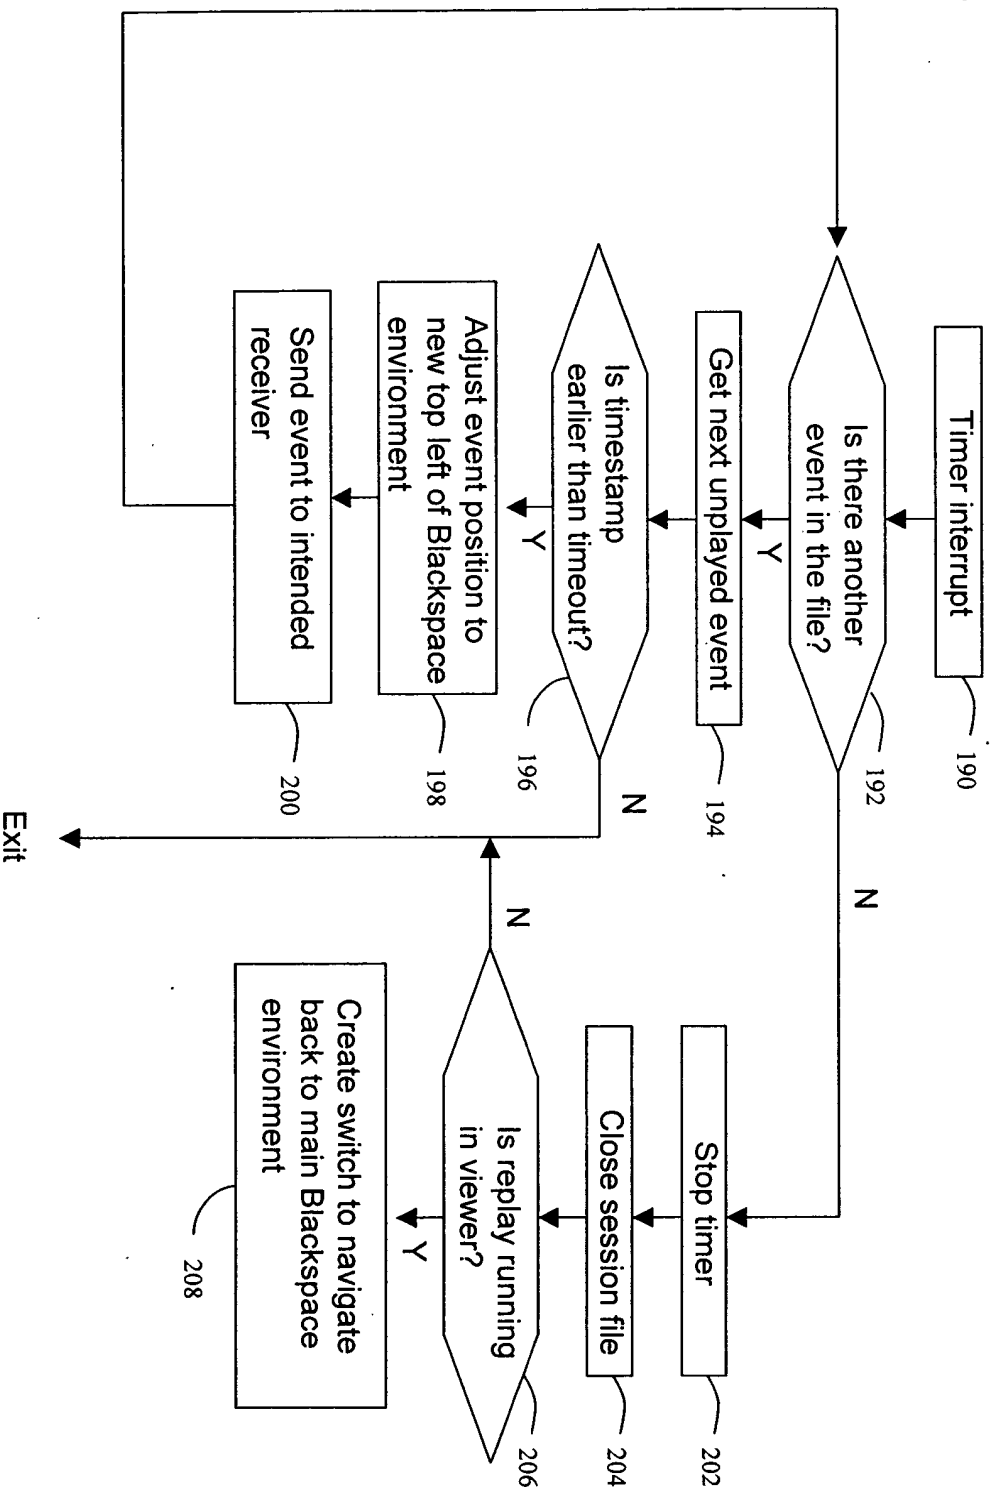 Timer interrupt
190
Is there another
event in the file?
192
N
Y
Get next unplayed event
194
Is timestamp
earlier than timeout?
196
N
Y
Adjust event position to
new top left of Blackspace
environment
198
Send event to intended
receiver
200
Stop timer
202
Close session file
204
Is replay running
in viewer?
206
N
Y
Create switch to navigate
back to main Blackspace
environment
208
Exit